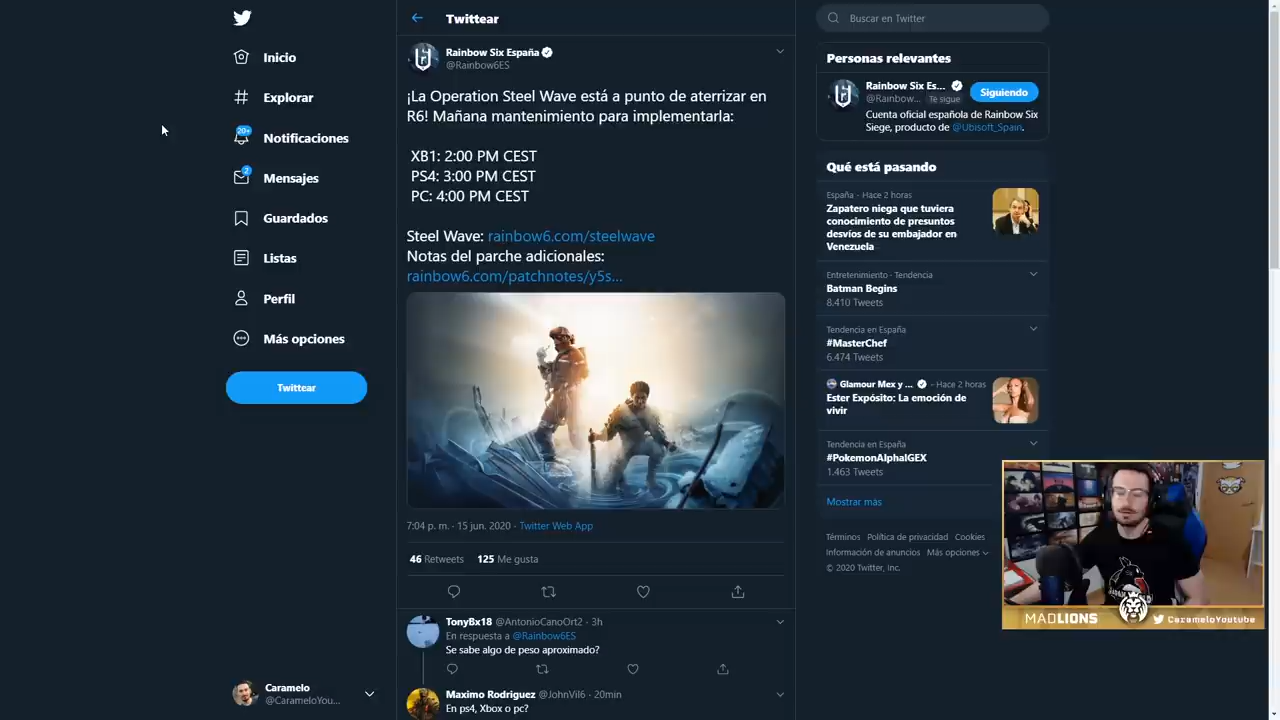 Inicio
Explorar
20+
Notificaciones
2
Mensajes
Guardados
Listas
Perfil
Más opciones
Twittear
Caramelo
@CarameloYou...
Twittear
Rainbow Six España
@Rainbow6ES
¡La Operation Steel Wave está a punto de aterrizar en
R6! Mañana mantenimiento para implementarla:
XB1: 2:00 PM CEST
PS4: 3:00 PM CEST
PC: 4:00 PM CEST
Steel Wave: rainbow6.com/steelwave
Notas del parche adicionales:
rainbow6.com/patchnotes/y5s...
7:04 p. m. · 15 jun. 2020 · Twitter Web App
46 Retweets 125 Me gusta
TonyBx18 @AntonioCanoOrt2 · 3h
En respuesta a @Rainbow6ES
Se sabe algo de peso aproximado?
Maximo Rodriguez @JohnVil6 · 20min
En ps4, Xbox o pc?
Buscar en Twitter
Personas relevantes
Rainbow Six Es...
@Rainbow... Te sigue
Siguiendo
Cuenta oficial española de Rainbow Six
Siege, producto de @Ubisoft_Spain.
Qué está pasando
España · Hace 2 horas
Zapatero niega que tuviera
conocimiento de presuntos
desvíos de su embajador en
Venezuela
Entretenimiento · Tendencia
Batman Begins
8.410 Tweets
Tendencia en España
#MasterChef
6.474 Tweets
Glamour Mex y ... · Hace 2 horas
Ester Expósito: La emoción de
vivir
Tendencia en España
#PokemonAlphalGEX
1.463 Tweets
Mostrar más
Términos Política de privacidad Cookies
Información de anuncios Más opciones
© 2020 Twitter, Inc.
MADLIONS
CarameloYoutube